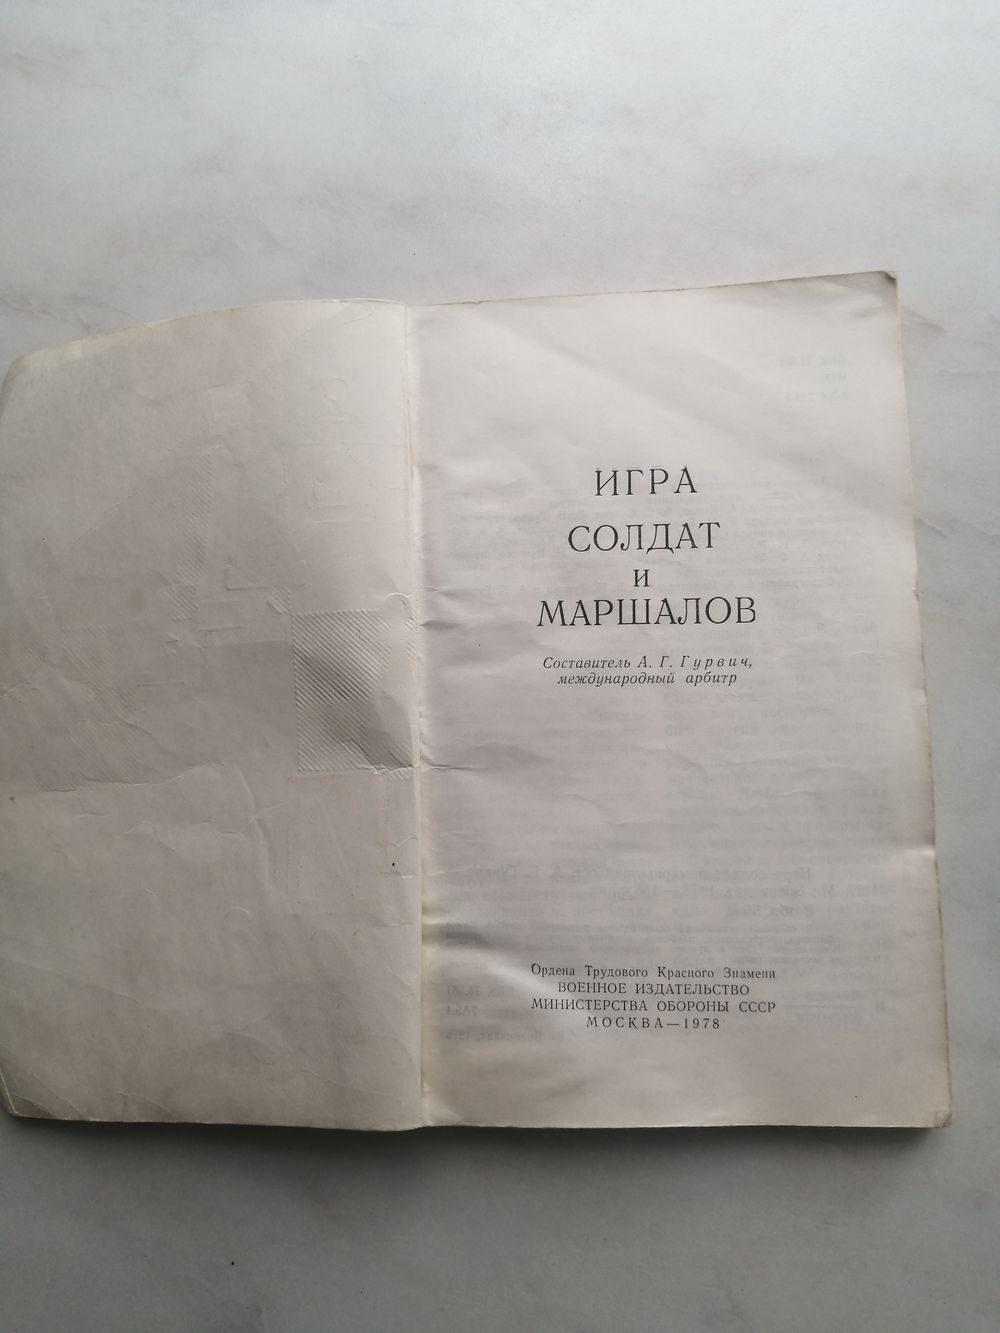 ИГРА
СОЛДАТ
и
МАРШАЛОВ
Составитель А. Г. Гурвич,
международный арбитр
Ордена Трудового Красного Знамени
ВОЕННОЕ ИЗДАТЕЛЬСТВО
МИНИСТЕРСТВА ОБОРОНЫ СССР
МОСКВА—1978